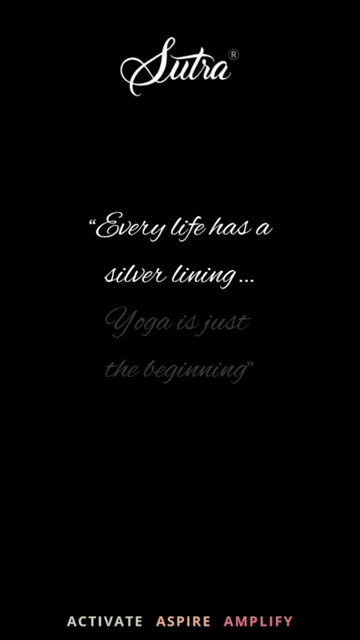 Sutra®
“Every life has a
silver lining...
Yoga is just
the beginning”
ACTIVATE ASPIRE AMPLIFY